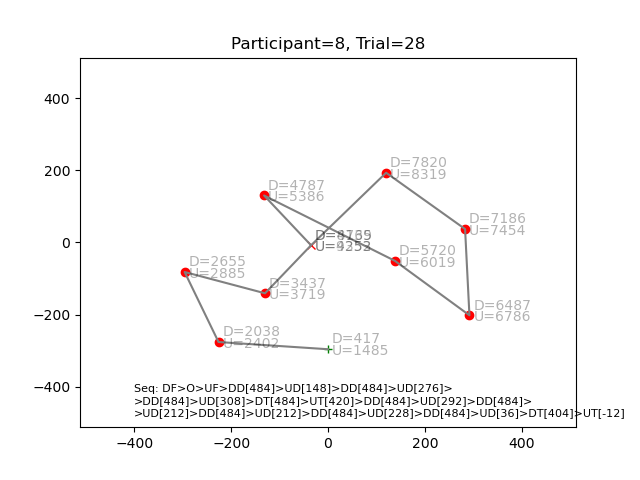 Participant=8, Trial=28
400
200
0
−200
−400
−400
−200
0
200
400
D=7820
U=8319
D=4787
U=5386
D=7186
U=7454
D=5720
U=6019
D=2655
U=2885
D=3437
U=3719
D=6487
U=6786
D=2038
U=2402
D=417
U=1485
Seq: DF>O>UF>DD[484]>UD[148]>DD[484]>UD[276]>
>DD[484]>UD[308]>DT[484]>UT[420]>DD[484]>UD[292]>DD[484]>
>UD[212]>DD[484]>UD[212]>DD[484]>UD[228]>DD[484]>UD[36]>DT[404]>UT[-12]